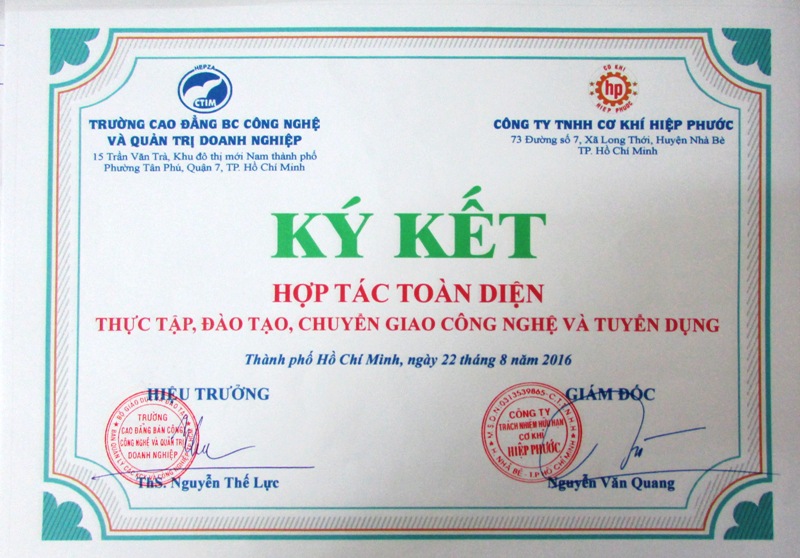 HEPZA
CTIM
TRƯỜNG CAO ĐẲNG BC CÔNG NGHỆ
VÀ QUẢN TRỊ DOANH NGHIỆP
15 Trần Văn Trà, Khu đô thị mới Nam thành phố
Phường Tân Phú, Quận 7, TP. Hồ Chí Minh
CƠ KHÍ
hp
HIỆP PHƯỚC
CÔNG TY TNHH CƠ KHÍ HIỆP PHƯỚC
73 Đường số 7, Xã Long Thới, Huyện Nhà Bè
TP. Hồ Chí Minh
KÝ KẾT
HỢP TÁC TOÀN DIỆN
THỰC TẬP, ĐÀO TẠO, CHUYỂN GIAO CÔNG NGHỆ VÀ TUYỂN DỤNG
Thành phố Hồ Chí Minh, ngày 22 tháng 8 năm 2016
HIỆU TRƯỞNG
TRƯỜNG
CAO ĐẲNG BÁN CÔNG
CÔNG NGHỆ VÀ QUẢN TRỊ
DOANH NGHIỆP
ThS. Nguyễn Thế Lực
GIÁM ĐỐC
M.S.D.N:0313539865-C.T.T.N.H.H
CÔNG TY
TRÁCH NHIỆM HỮU HẠN
CƠ KHÍ
HIỆP PHƯỚC
H. NHÀ BÈ - T.P HỒ CHÍ MINH
Nguyễn Văn Quang